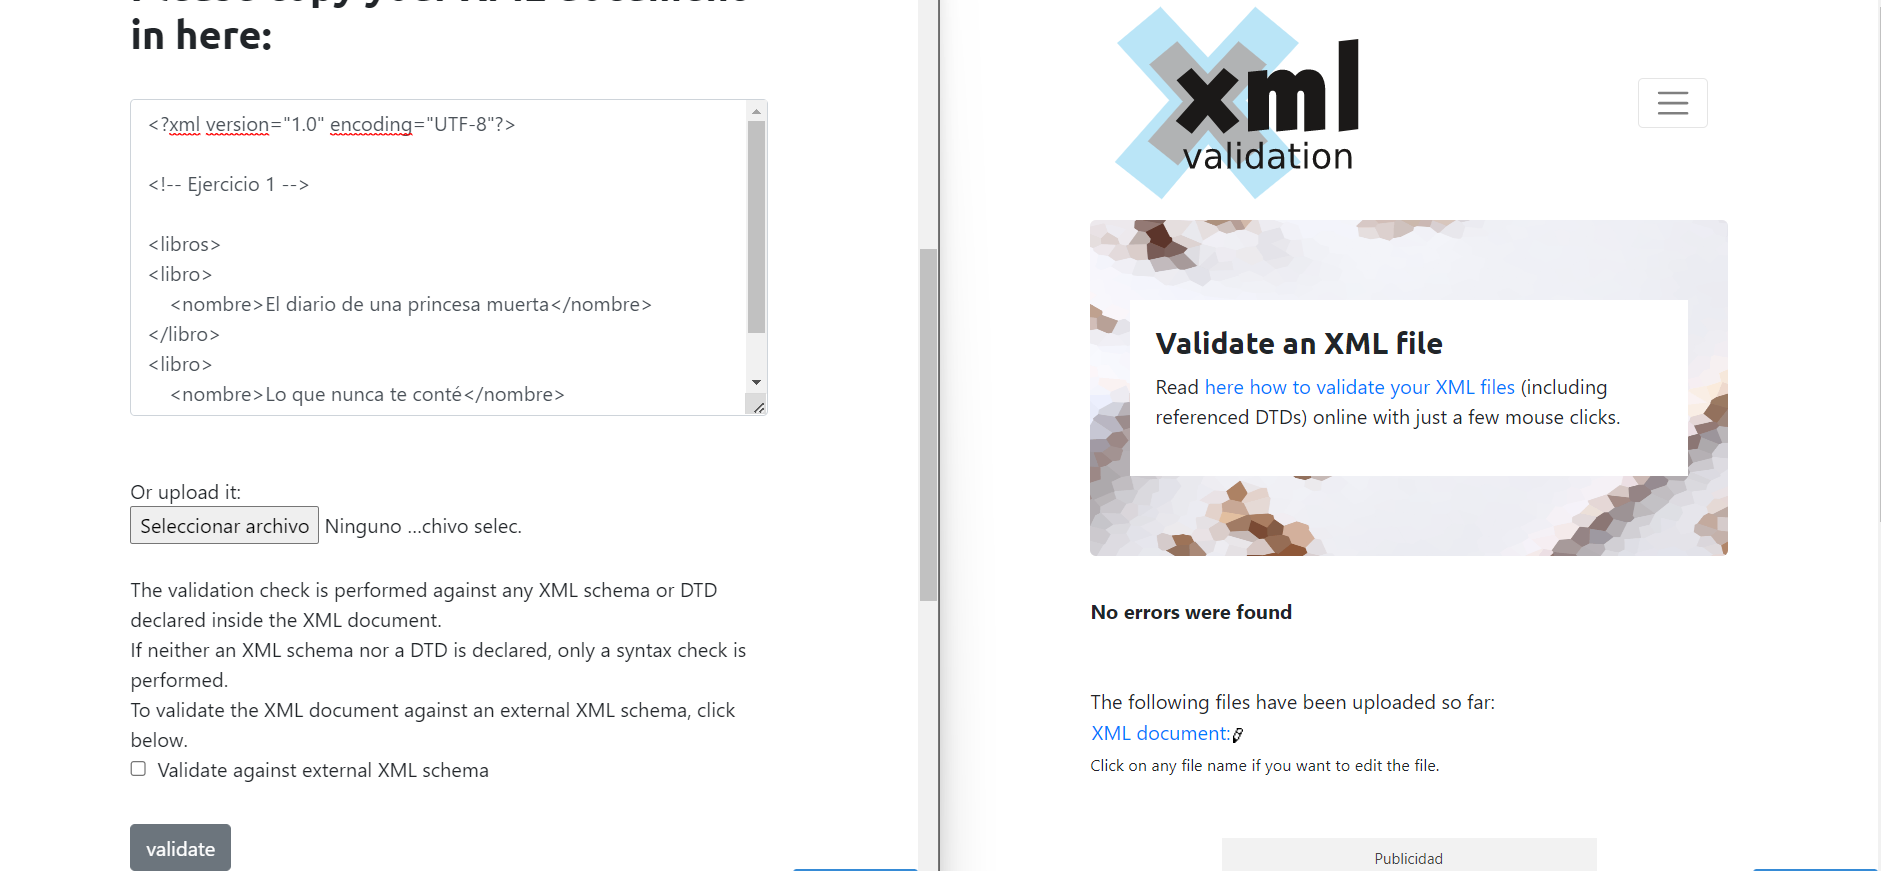 in here:
<?xml version="1.0" encoding="UTF-8"?>
<!-- Ejercicio 1 -->
<libros>
<libro>
<nombre>El diario de una princesa muerta</nombre>
</libro>
<libro>
<nombre>Lo que nunca te conté</nombre>
Or upload it:
Seleccionar archivo Ninguno ...chivo selec.
The validation check is performed against any XML schema or DTD
declared inside the XML document.
If neither an XML schema nor a DTD is declared, only a syntax check is
performed.
To validate the XML document against an external XML schema, click
below.
Validate against external XML schema
validate
xml
validation
Validate an XML file
Read here how to validate your XML files (including
referenced DTDs) online with just a few mouse clicks.
No errors were found
The following files have been uploaded so far:
XML document:
Click on any file name if you want to edit the file.
Publicidad